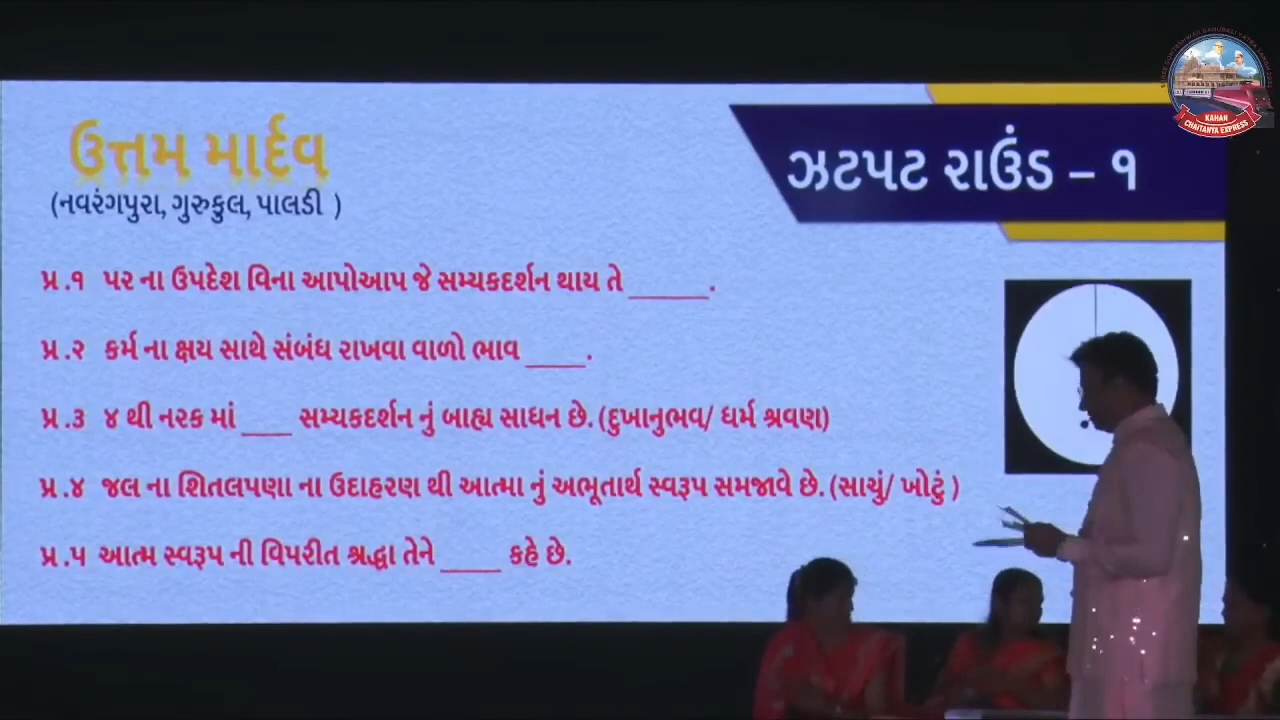 ઉત્તમ માર્દવ
(નવરંગપુરા, ગુરુકુલ, પાલડી )
ઝટપટ રાઉંડ – ૧
પ્ર.૧ પર ના ઉપદેશ વિના આપોઆપ જે સમ્યકદર્શન થાય તે ______.
પ્ર.૨ કર્મ ના ક્ષય સાથે સંબંધ રાખવા વાળો ભાવ ____.
પ્ર.૩ ૪ થી નરક માં ____ સમ્યકદર્શન નું બાહ્ય સાધન છે. (દુખાનુભવ/ ધર્મ શ્રવણ)
પ્ર.૪ જલ ના શિતલપણા ના ઉદાહરણ થી આત્મા નું અભૂતાર્થ સ્વરૂપ સમજાવે છે. (સાચું/ ખોટું )
પ્ર.૫ આત્મ સ્વરૂપ ની વિપરીત શ્રદ્ધા તેને ____ કહે છે.
KAHAN
CHAITANYA EXPRESS